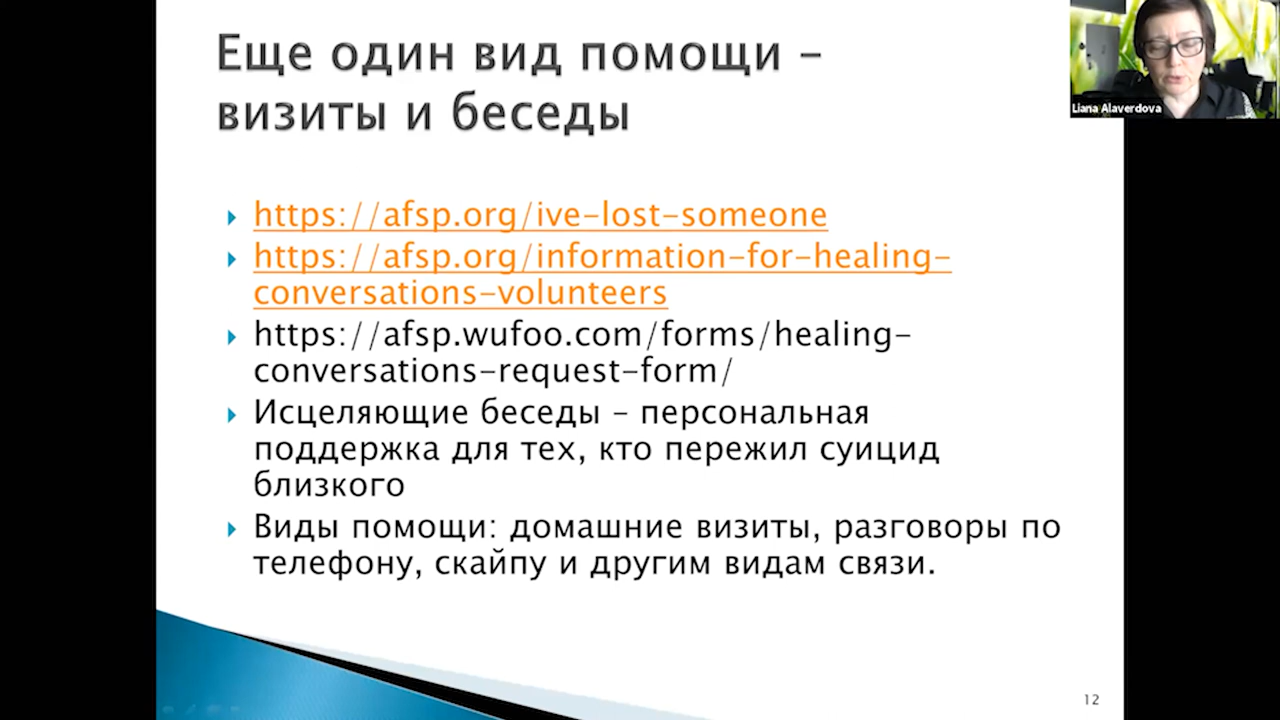 Еще один вид помощи –
визиты и беседы
Liana Alaverdova
https://afsp.org/ive-lost-someone
https://afsp.org/information-for-healing-
conversations-volunteers
https://afsp.wufoo.com/forms/healing-
conversations-request-form/
Исцеляющие беседы – персональная
поддержка для тех, кто пережил суицид
близкого
Виды помощи: домашние визиты, разговоры по
телефону, скайпу и другим видам связи.
12